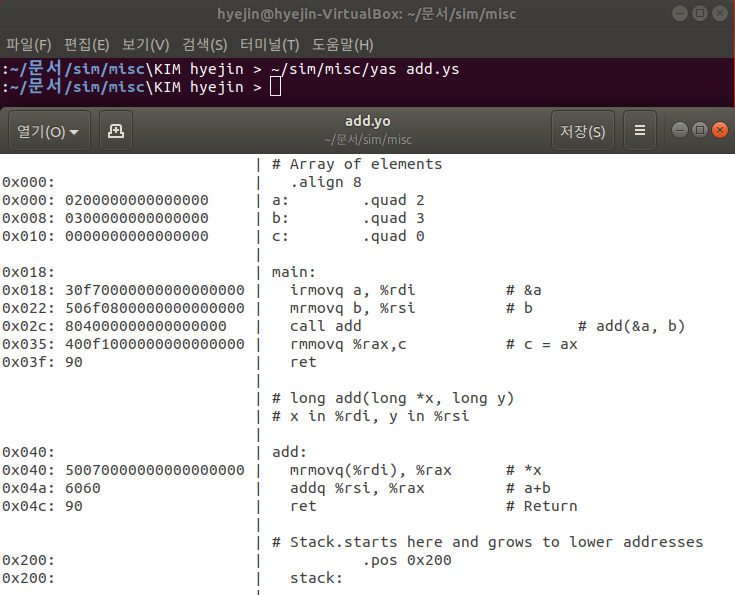 hyejin@hyejin-VirtualBox: ~/문서/sim/misc
파일(F) 편집(E) 보기(V) 검색(S) 터미널(T) 도움말(H)
:~/문서/sim/misc\KIM hyejin > ~/sim/misc/yas add.ys
:~/문서/sim/misc\KIM hyejin >
열기(O) add.yo 저장(S)
~/문서/sim/misc
| # Array of elements
0x000: | .align 8
0x000: 0200000000000000 | a: .quad 2
0x008: 0300000000000000 | b: .quad 3
0x010: 0000000000000000 | c: .quad 0
|
0x018: | main:
0x018: 30f70000000000000000 | irmovq a, %rdi # &a
0x022: 506f0800000000000000 | mrmovq b, %rsi # b
0x02c: 804000000000000000 | call add # add(&a, b)
0x035: 400f1000000000000000 | rmmovq %rax,c # c = ax
0x03f: 90 | ret
|
| # long add(long *x, long y)
| # x in %rdi, y in %rsi
|
0x040: | add:
0x040: 50070000000000000000 | mrmovq(%rdi), %rax # *x
0x04a: 6060 | addq %rsi, %rax # a+b
0x04c: 90 | ret # Return
|
| # Stack.starts here and grows to lower addresses
0x200: | .pos 0x200
0x200: | stack: